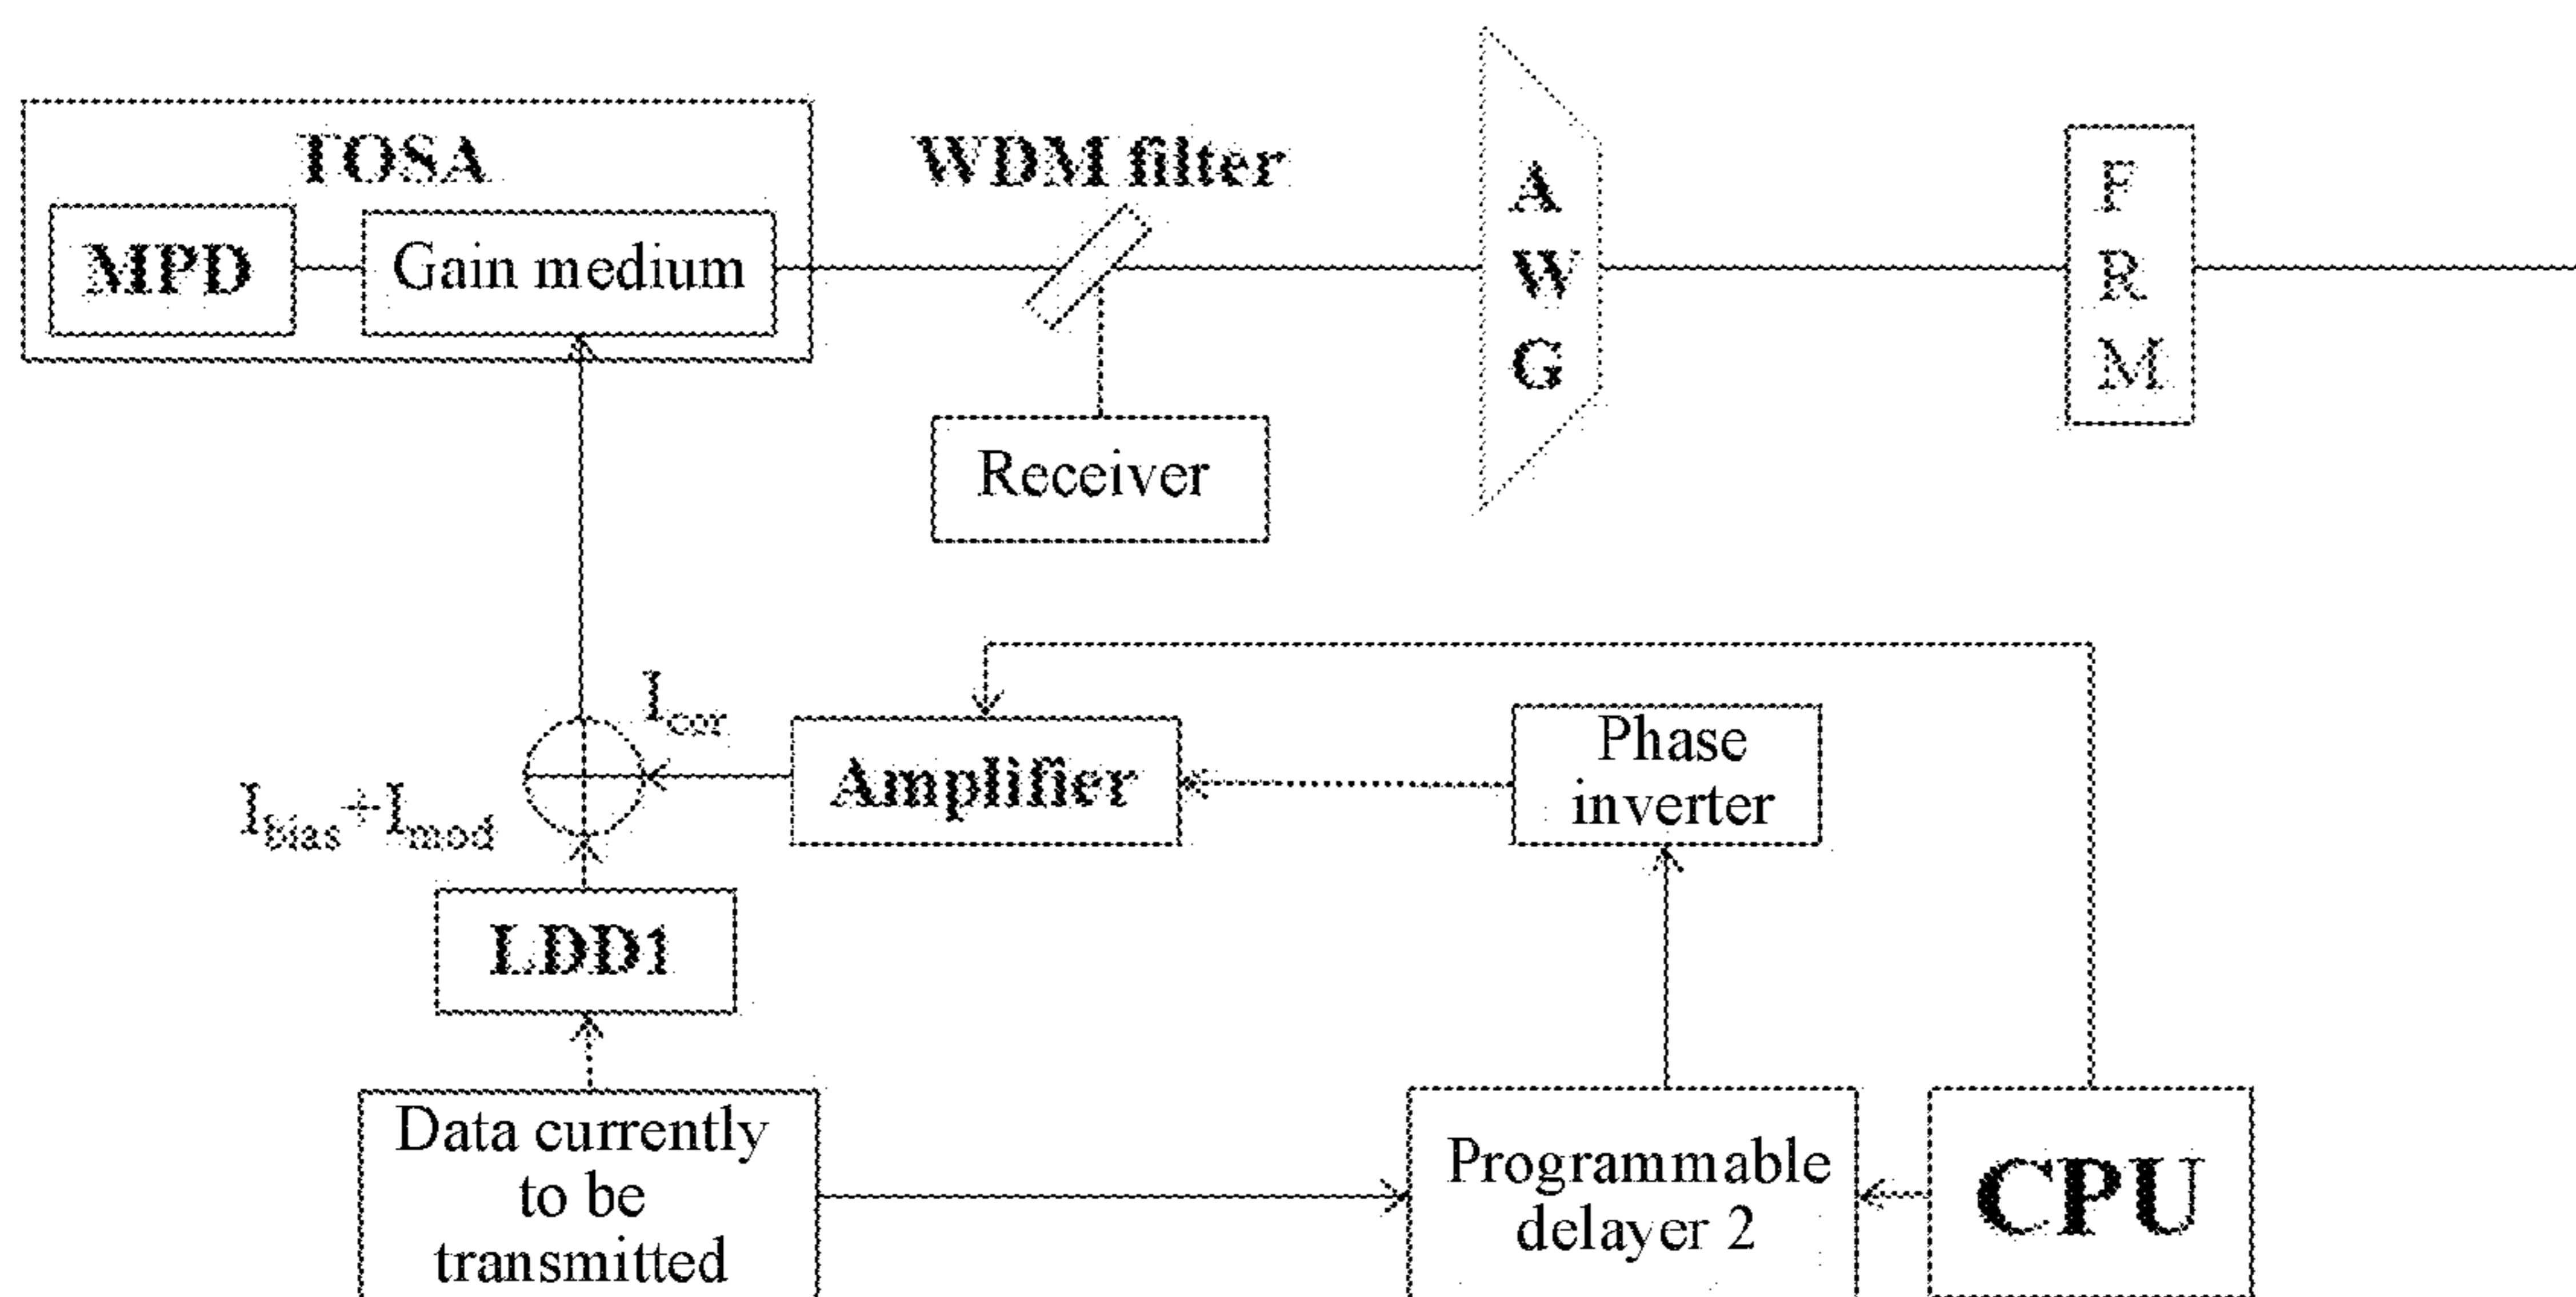 TOSA
WDM filter
MPD
Gain medium
A
W
G
F
R
M
Receiver
Icor
Ibias+Imod
Amplifier
Phase
inverter
LDD1
Data currently
to be
transmitted
Programmable
delayer 2
CPU